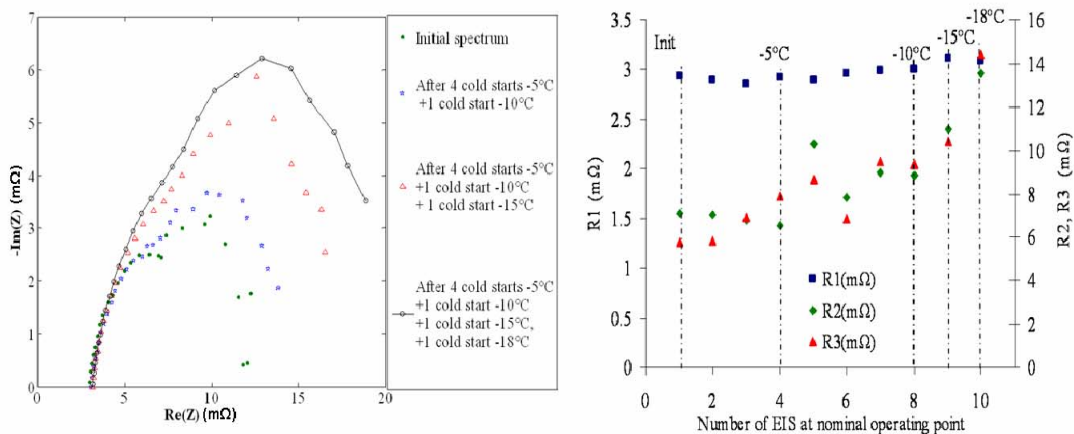 -7
-6
-5
-4
-3
-2
-1
0
0
5
10
15
20
-Im(Z) (mΩ)
Re(Z) (mΩ)
Initial spectrum
After 4 cold starts -5°C
+1 cold start -10°C
After 4 cold starts -5°C
+1 cold start -10°C
+1 cold start -15°C
After 4 cold starts -5°C
+1 cold start -10°C
+1 cold start -15°C,
+1 cold start -18°C
3.5
3
2.5
2
1.5
1
0.5
0
R1 (mΩ)
Init
-5°C
-10°C
-15°C
-18°C
R1(mΩ)
R2(mΩ)
R3(mΩ)
16
14
12
10
8
6
4
2
0
R2, R3 (mΩ)
0
2
4
6
8
10
Number of EIS at nominal operating point